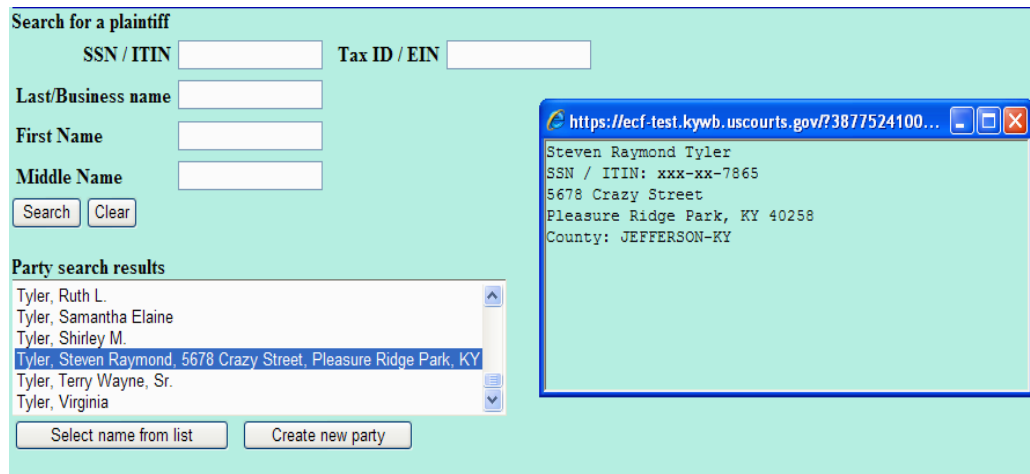 Search for a plaintiff
SSN / ITIN Tax ID / EIN
Last/Business name
First Name
Middle Name
Search Clear
Party search results
Tyler, Ruth L.
Tyler, Samantha Elaine
Tyler, Shirley M.
Tyler, Steven Raymond, 5678 Crazy Street, Pleasure Ridge Park, KY
Tyler, Terry Wayne, Sr.
Tyler, Virginia
Select name from list Create new party
https://ecf-test.kywb.uscourts.gov/?3877524100...
Steven Raymond Tyler
SSN / ITIN: xxx-xx-7865
5678 Crazy Street
Pleasure Ridge Park, KY 40258
County: JEFFERSON-KY